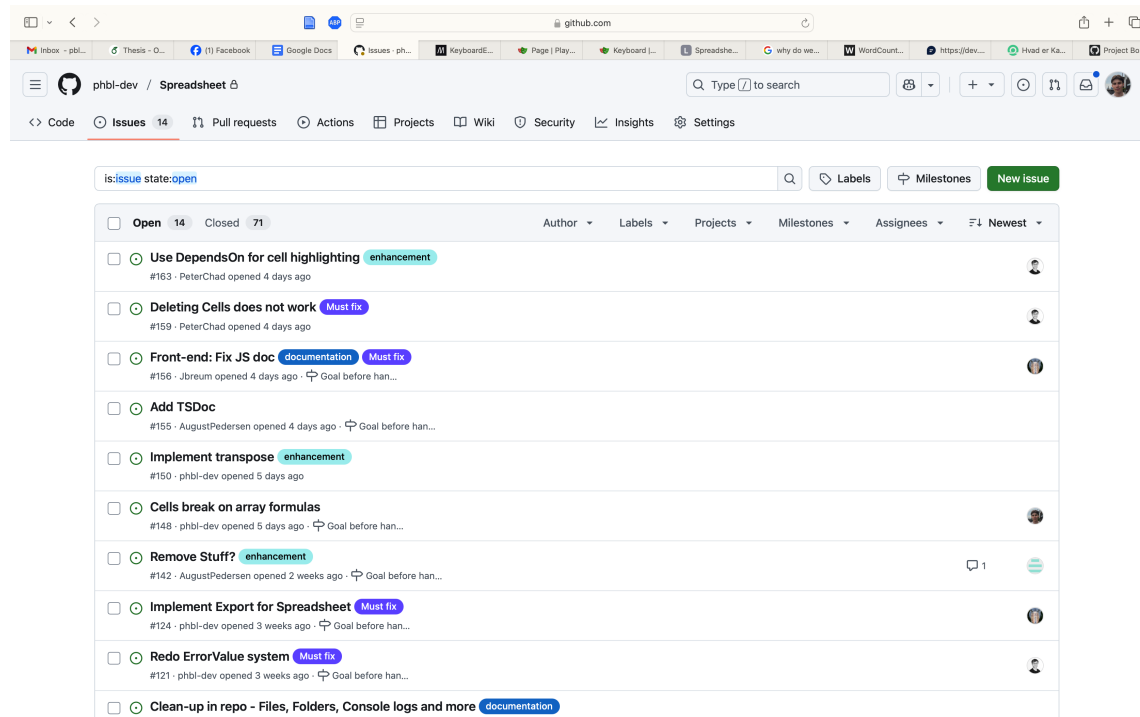 github.com
Inbox - pbl...
Thesis - O...
(1) Facebook
Google Docs
Issues · ph...
KeyboardE...
Page | Play...
Keyboard |...
Spreadshe...
why do we...
WordCount...
https://dev....
Hvad er Ka...
Project Bo
phbl-dev / Spreadsheet
Type / to search
Code
Issues 14
Pull requests
Actions
Projects
Wiki
Security
Insights
Settings
is:issue state:open
Labels
Milestones
New issue
Open 14 Closed 71
Author
Labels
Projects
Milestones
Assignees
Newest
Use DependsOn for cell highlighting enhancement
#163 · PeterChad opened 4 days ago
Deleting Cells does not work Must fix
#159 · PeterChad opened 4 days ago
Front-end: Fix JS doc documentation Must fix
#156 · Jbreum opened 4 days ago · Goal before han...
Add TSDoc
#155 · AugustPedersen opened 4 days ago · Goal before han...
Implement transpose enhancement
#150 · phbl-dev opened 5 days ago
Cells break on array formulas
#148 · phbl-dev opened 5 days ago · Goal before han...
Remove Stuff? enhancement
#142 · AugustPedersen opened 2 weeks ago · Goal before han...
1
Implement Export for Spreadsheet Must fix
#124 · phbl-dev opened 3 weeks ago · Goal before han...
Redo ErrorValue system Must fix
#121 · phbl-dev opened 3 weeks ago · Goal before han...
Clean-up in repo - Files, Folders, Console logs and more documentation